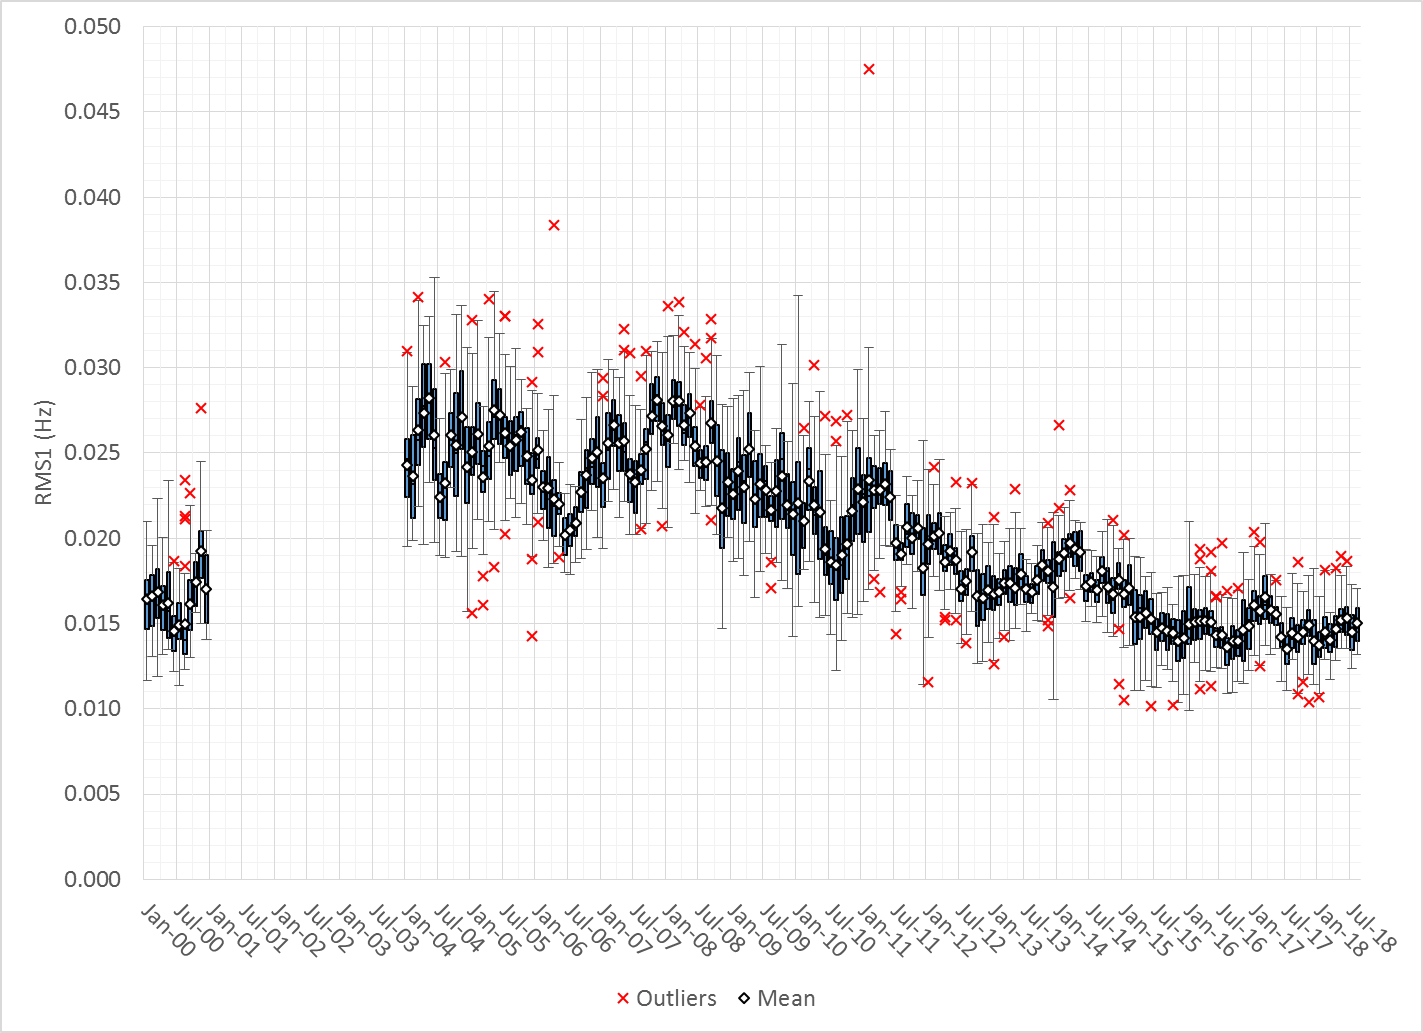 0.050
0.045
0.040
0.035
0.030
0.025
0.020
0.015
0.010
0.005
0.000
RMS1 (Hz)
Jan-00
Jul-00
Jan-01
Jul-01
Jan-02
Jul-02
Jan-03
Jul-03
Jan-04
Jul-04
Jan-05
Jul-05
Jan-06
Jul-06
Jan-07
Jul-07
Jan-08
Jul-08
Jan-09
Jul-09
Jan-10
Jul-10
Jan-11
Jul-11
Jan-12
Jul-12
Jan-13
Jul-13
Jan-14
Jul-14
Jan-15
Jul-15
Jan-16
Jul-16
Jan-17
Jul-17
Jan-18
Jul-18
Outliers Mean